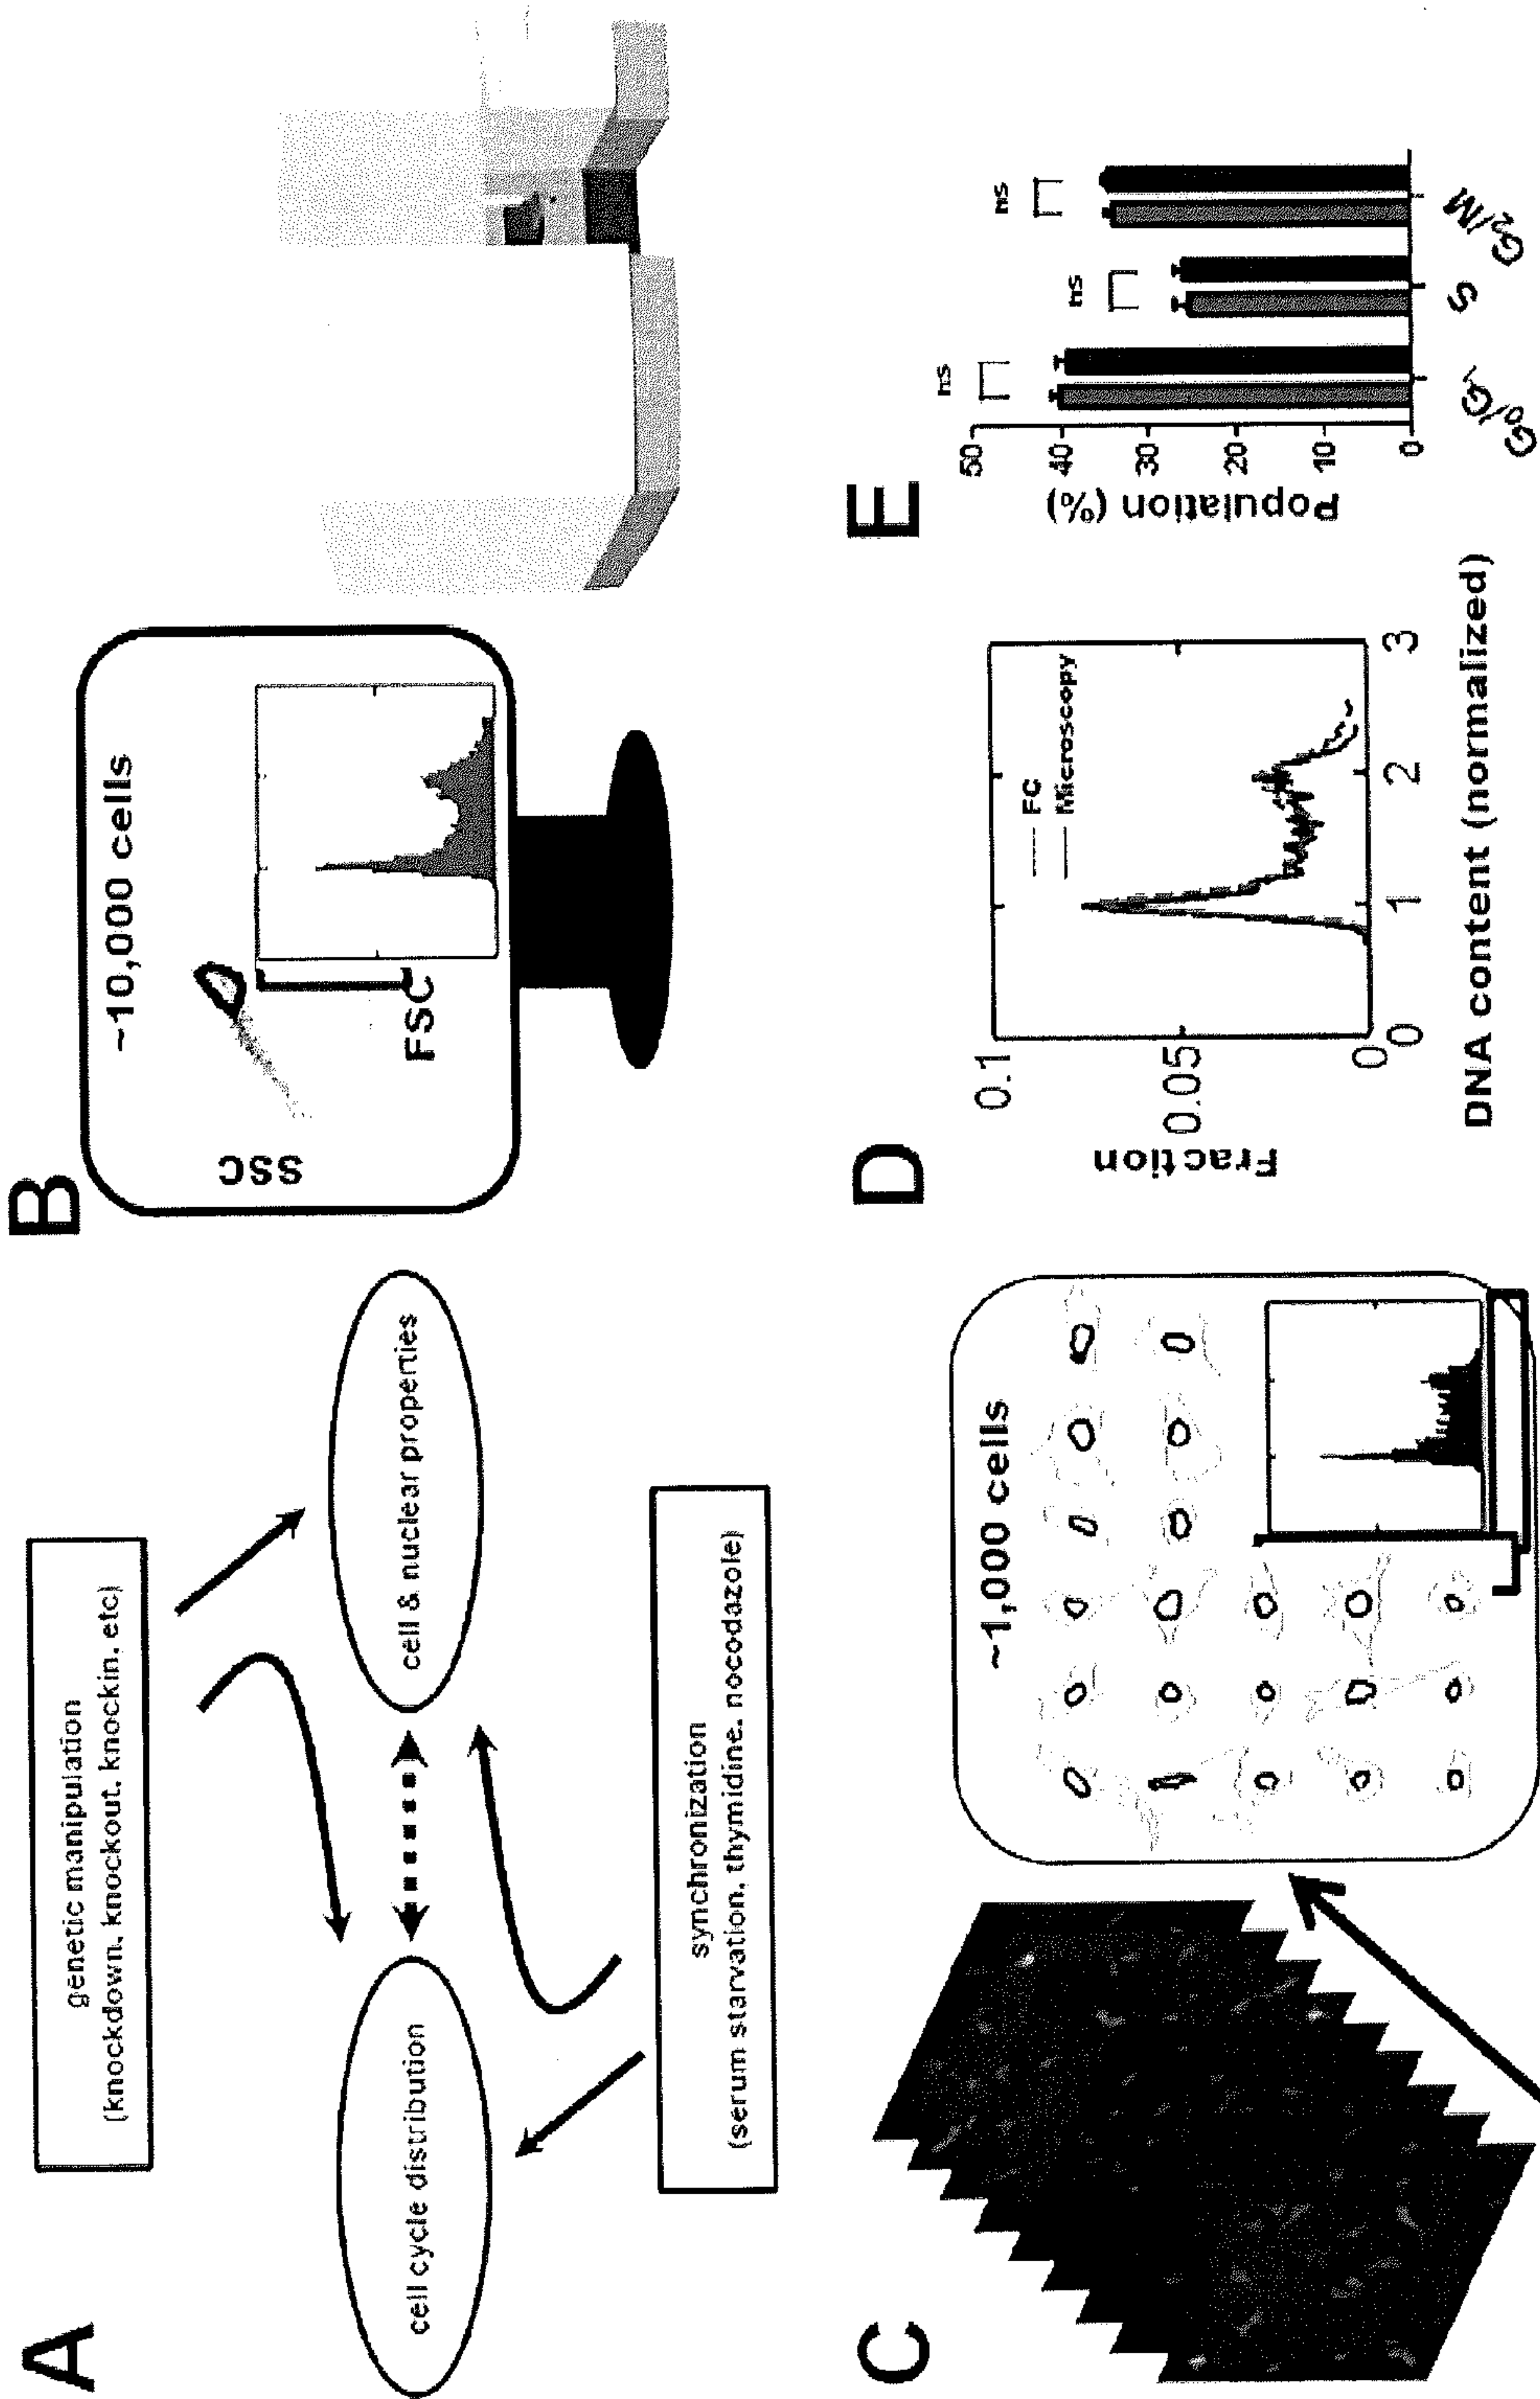 A
genetic manipulation
(knockdown, knockout, knockin, etc)
cell cycle distribution
cell & nuclear properties
synchronization
(serum starvation, thymidine, nocodazole)
B
~10,000 cells
SSC
FSC
C
~1,000 cells
D
Fraction
0.1
0.05
0
FC
Microscopy
0 1 2 3
DNA content (normalized)
E
Population (%)
50
40
30
20
10
0
ns
ns
ns
G0/G1
S
G2/M